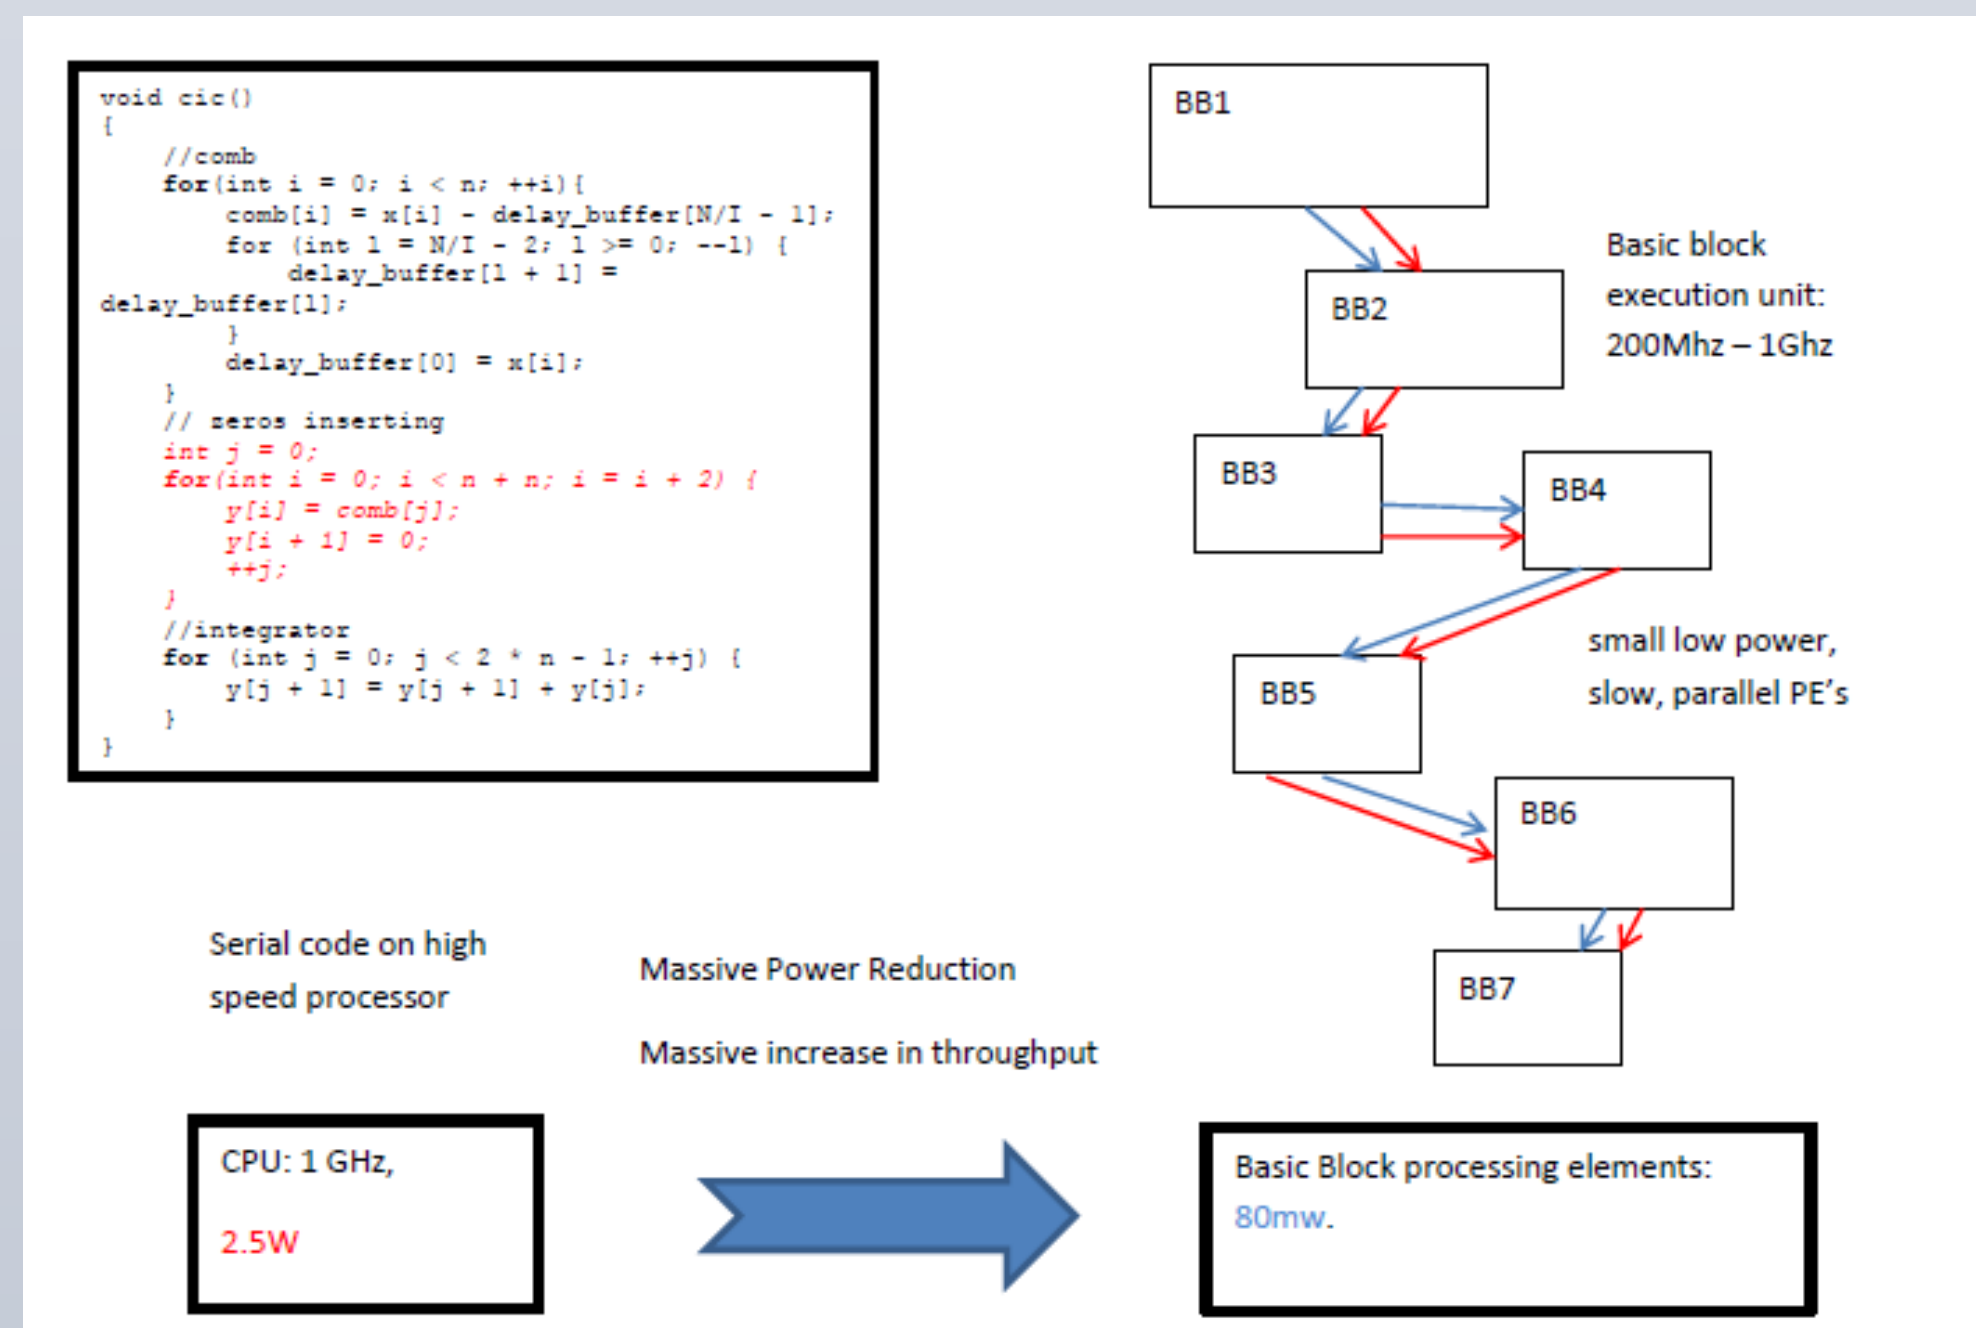 void cic()
{
//comb
for(int i = 0; i < n; ++i){
comb[i] = x[i] - delay_buffer[N/I - 1];
for (int l = N/I - 2; l >= 0; --l) {
delay_buffer[l + 1] =
delay_buffer[l];
}
delay_buffer[0] = x[i];
}
// zeros inserting
int j = 0;
for(int i = 0; i < n + n; i = i + 2) {
y[i] = comb[j];
y[i + 1] = 0;
++j;
}
//integrator
for (int j = 0; j < 2 * n - 1; ++j) {
y[j + 1] = y[j + 1] + y[j];
}
}
BB1
BB2
Basic block
execution unit:
200Mhz – 1Ghz
BB3
BB4
small low power,
slow, parallel PE’s
BB5
BB6
BB7
Serial code on high
speed processor
Massive Power Reduction
Massive increase in throughput
CPU: 1 GHz,
2.5W
Basic Block processing elements:
80mw.